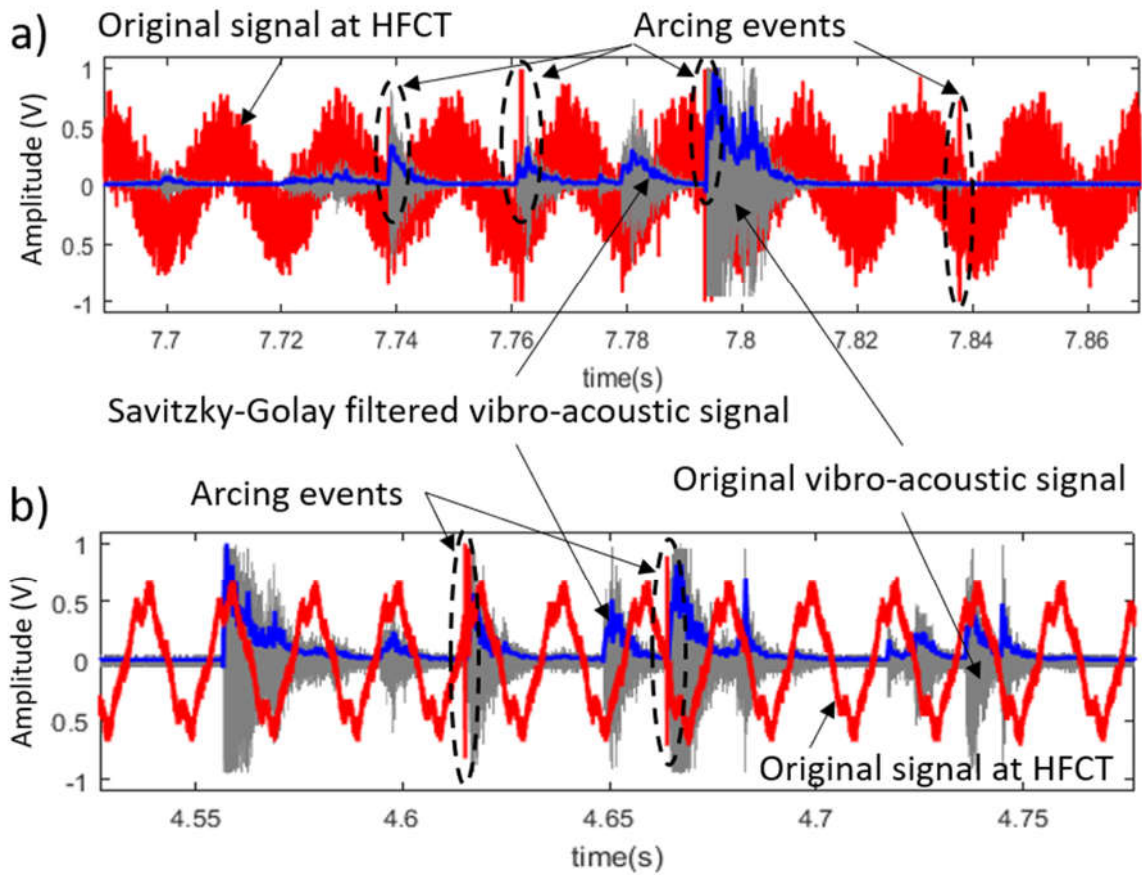 a)
Original signal at HFCT
Arcing events
Amplitude (V)
1
0.5
0
0.5
-1
7.7
7.72
7.74
7.76
7.78
7.8
7.82
7.84
7.86
time(s)
Savitzky-Golay filtered vibro-acoustic signal
Original vibro-acoustic signal
b)
Arcing events
Amplitude (V)
1
0.5
0
0.5
-1
Original signal at HFCT
4.55
4.6
4.65
4.7
4.75
time(s)